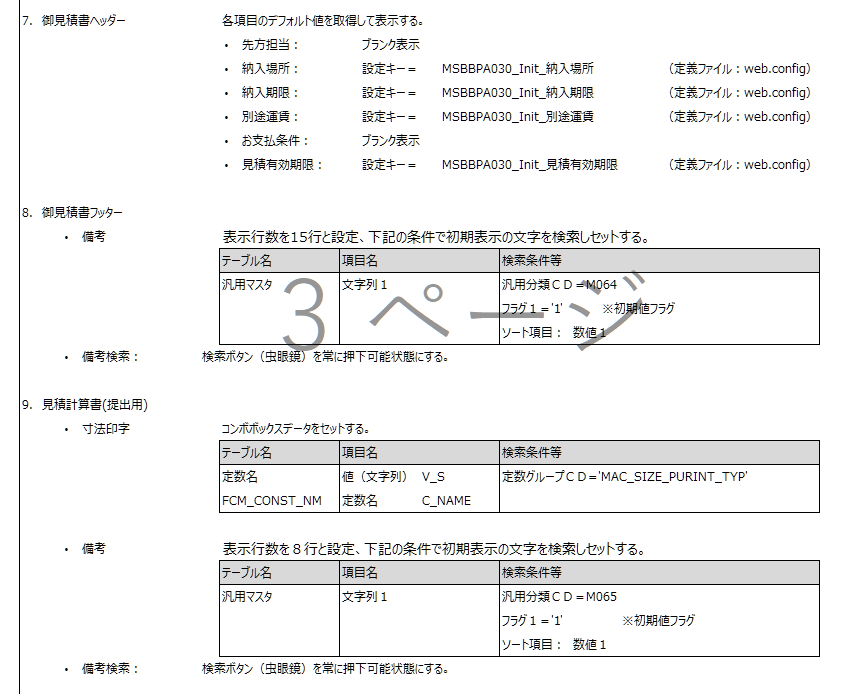 7. 御見積書ヘッダー 各項目のデフォルト値を取得して表示する。
・ 先方担当： ブランク表示
・ 納入場所： 設定キー＝ MSBBPA030_Init_納入場所 （定義ファイル：web.config）
・ 納入期限： 設定キー＝ MSBBPA030_Init_納入期限 （定義ファイル：web.config）
・ 別途運賃： 設定キー＝ MSBBPA030_Init_別途運賃 （定義ファイル：web.config）
・ お支払条件： ブランク表示
・ 見積有効期限： 設定キー＝ MSBBPA030_Init_見積有効期限 （定義ファイル：web.config）
8. 御見積書フッター
・ 備考 表示行数を15行と設定、下記の条件で初期表示の文字を検索しセットする。
テーブル名 項目名 検索条件等
汎用マスタ 文字列１ 汎用分類ＣＤ＝M064
フラグ１＝'1' ※初期値フラグ
ソート項目： 数値１
3 ページ
・ 備考検索： 検索ボタン（虫眼鏡）を常に押下可能状態にする。
9. 見積計算書(提出用)
・ 寸法印字 コンボボックスデータをセットする。
テーブル名 項目名 検索条件等
定数名 値（文字列） V_S 定数グループＣＤ='MAC_SIZE_PURINT_TYP'
FCM_CONST_NM 定数名 C_NAME
・ 備考 表示行数を８行と設定、下記の条件で初期表示の文字を検索しセットする。
テーブル名 項目名 検索条件等
汎用マスタ 文字列１ 汎用分類ＣＤ＝M065
フラグ１＝'1' ※初期値フラグ
ソート項目： 数値１
・ 備考検索： 検索ボタン（虫眼鏡）を常に押下可能状態にする。